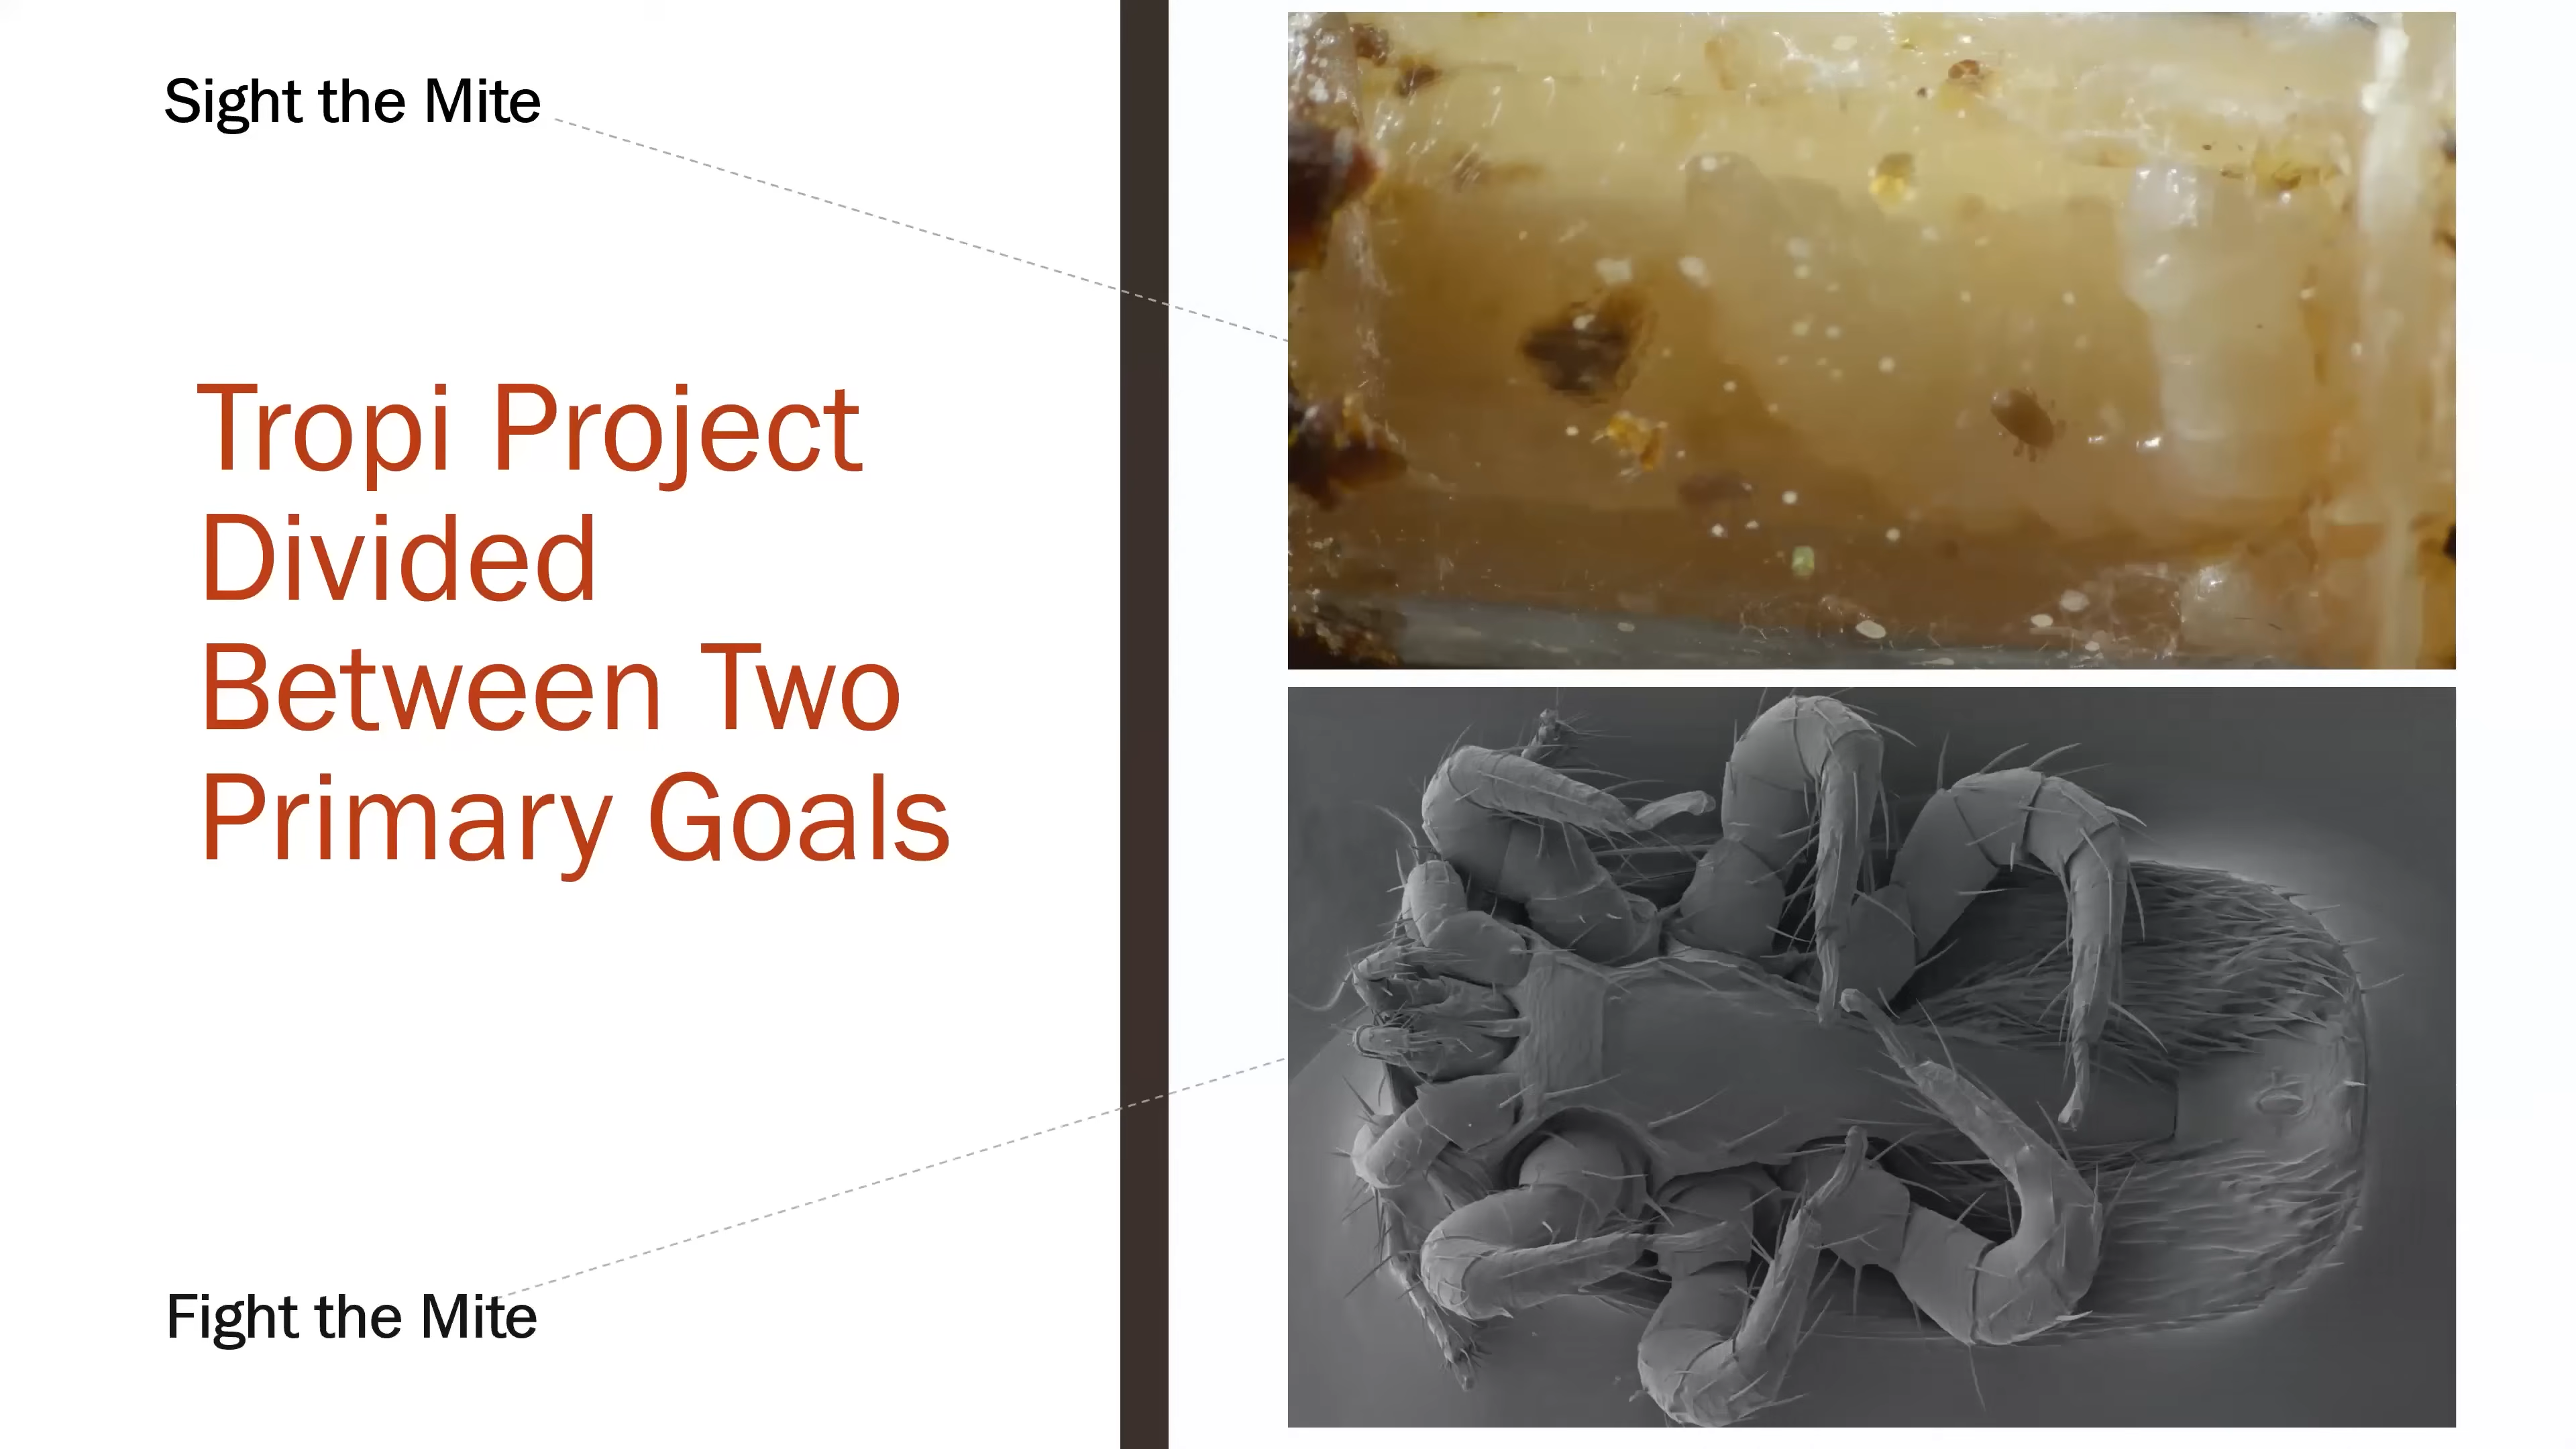 Sight the Mite
Tropi Project
Divided
Between Two
Primary Goals
Fight the Mite